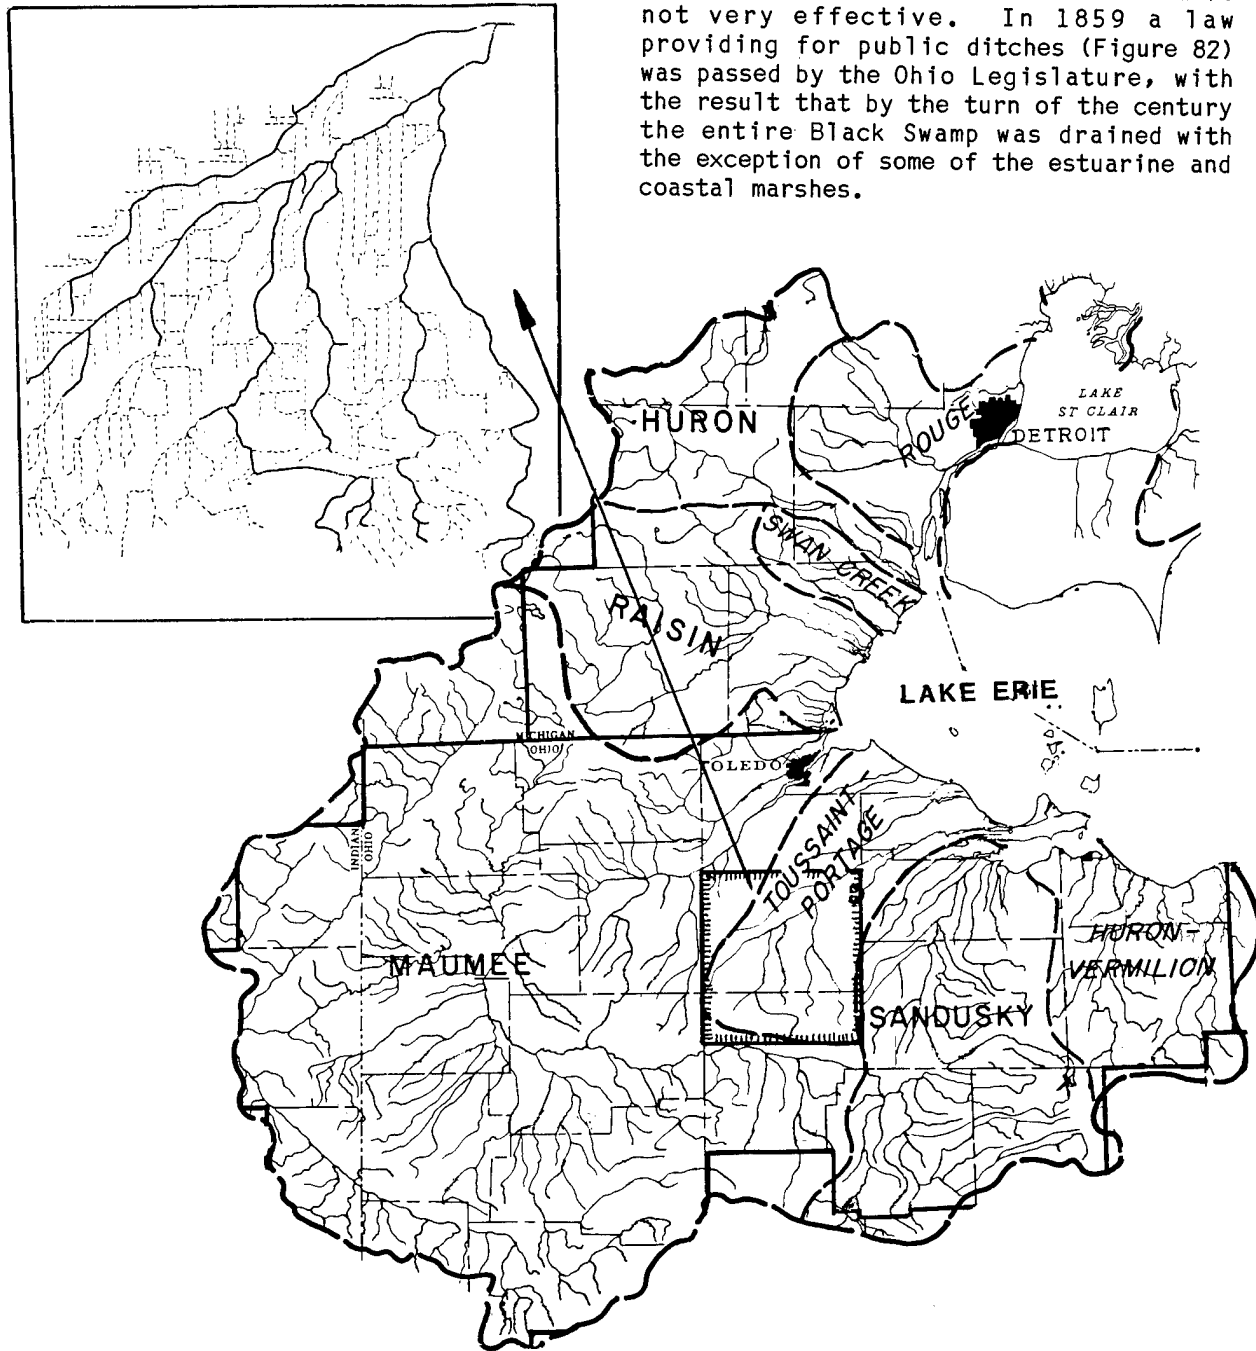 not very effective. In 1859 a law
providing for public ditches (Figure 82)
was passed by the Ohio Legislature, with
the result that by the turn of the century
the entire Black Swamp was drained with
the exception of some of the estuarine and
coastal marshes.
HURON
ROUGE
LAKE
ST CLAIR
DETROIT
SWAN CREEK
RAISIN
LAKE ERIE
MICHIGAN
OHIO
TOLEDO
TOUSSAINT
PORTAGE
INDIAN
OHIO
MAUMEE
HURON-
VERMILION
SANDUSKY